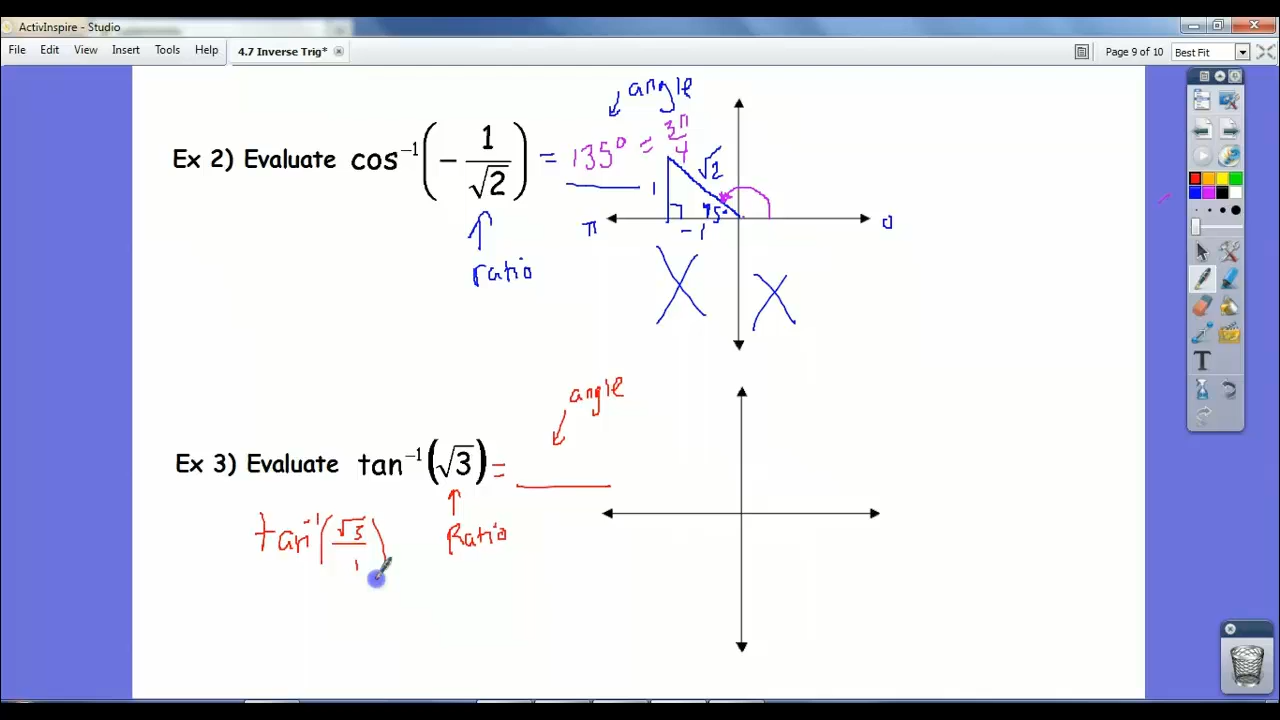 ActivInspire - Studio
File Edit View Insert Tools Help 4.7 Inverse Trig* Page 9 of 10 Best Fit
angle
Ex 2) Evaluate cos⁻¹(-1/√2) = 135° = 3π/4
√2
1
45°
-1
π
0
ratio
angle
Ex 3) Evaluate tan⁻¹(√3) =
tan⁻¹(√3/1)
Ratio
T